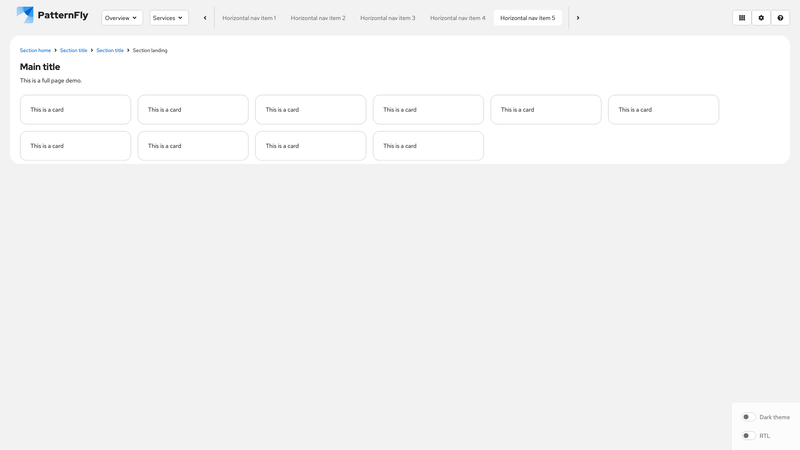 PatternFly Overview Services Horizontal nav item 1 Horizontal nav item 2 Horizontal nav item 3 Horizontal nav item 4 Horizontal nav item 5
Section home Section title Section title Section landing
Main title
This is a full page demo.
This is a card This is a card This is a card This is a card This is a card This is a card
This is a card This is a card This is a card This is a card
Dark theme
RTL